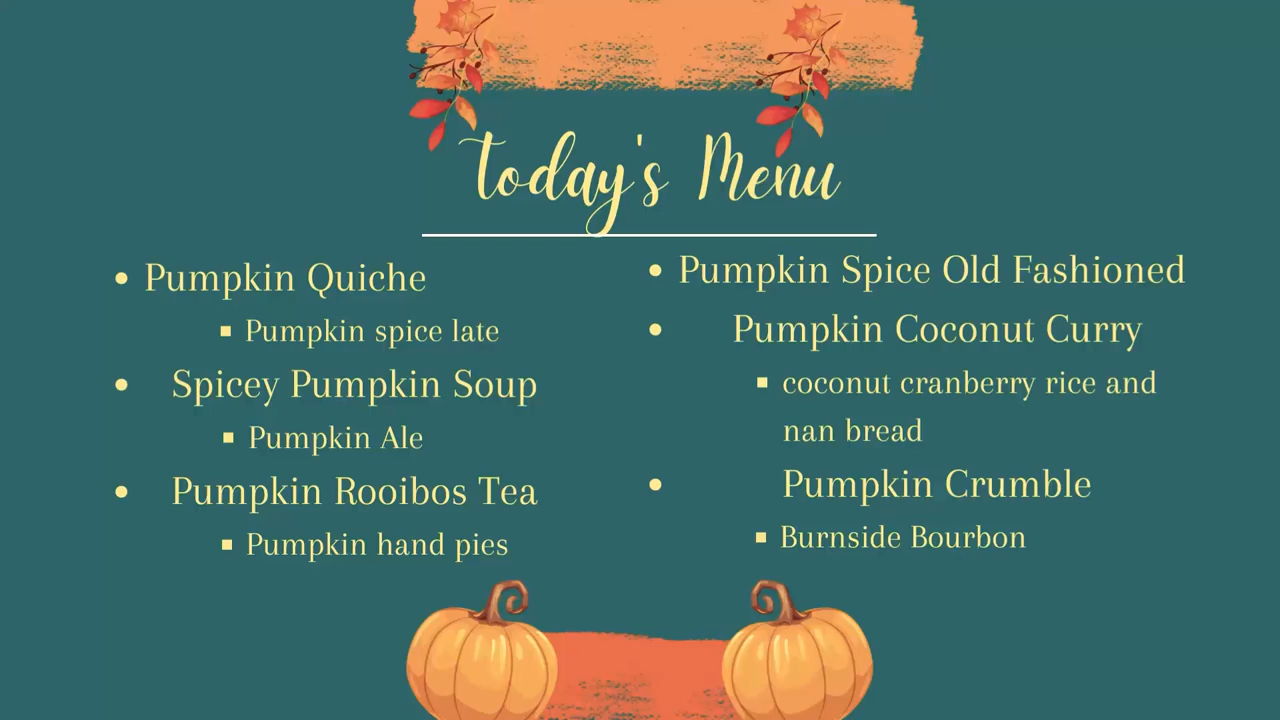 Today's Menu
• Pumpkin Quiche
▪ Pumpkin spice late
• Spicey Pumpkin Soup
▪ Pumpkin Ale
• Pumpkin Rooibos Tea
▪ Pumpkin hand pies
• Pumpkin Spice Old Fashioned
• Pumpkin Coconut Curry
▪ coconut cranberry rice and
nan bread
• Pumpkin Crumble
▪ Burnside Bourbon